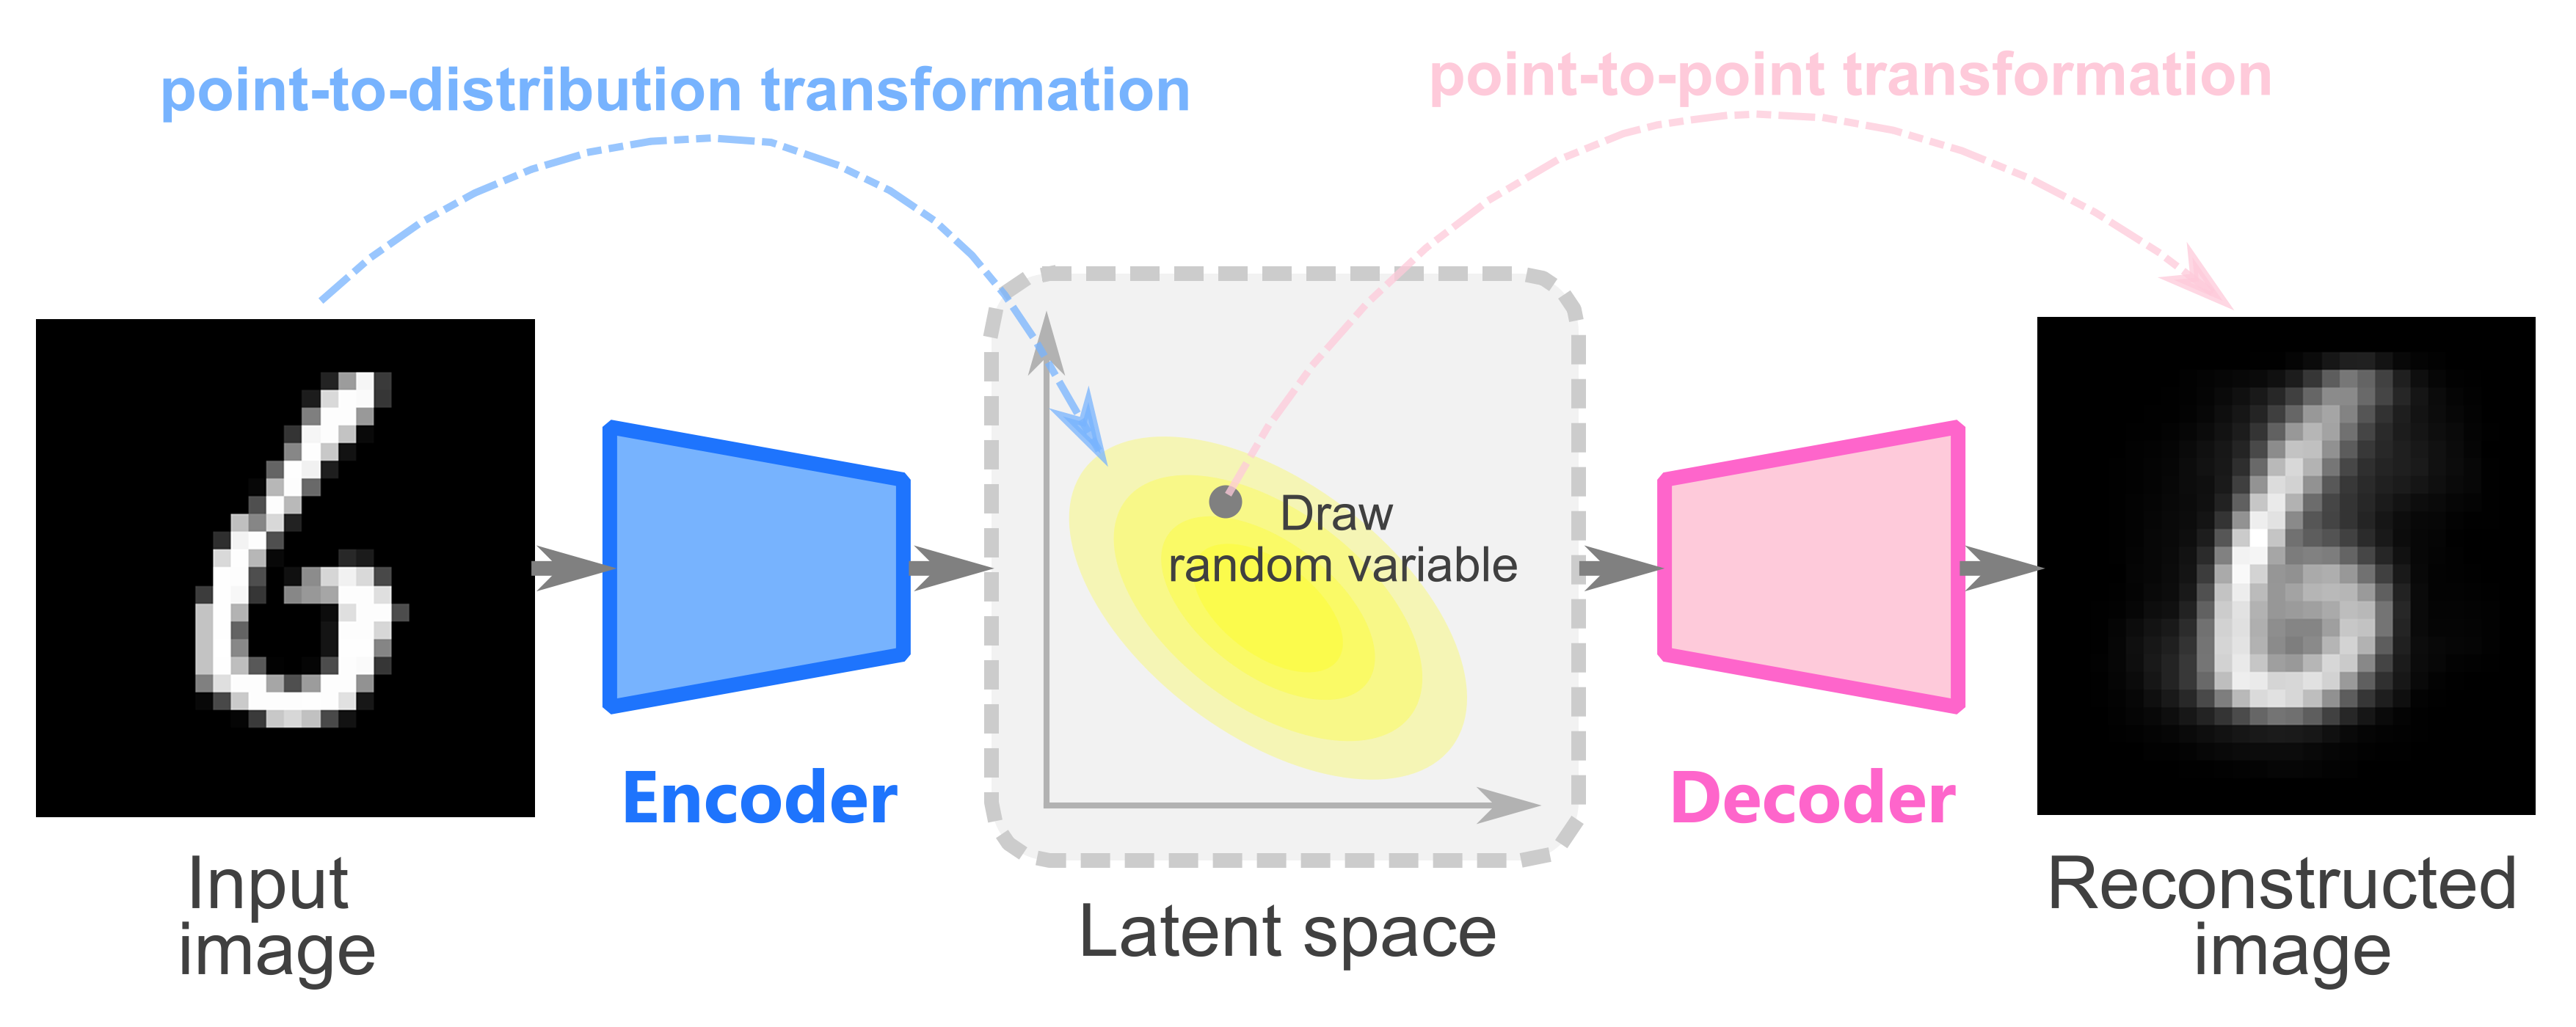 point-to-distribution transformation
point-to-point transformation
Draw
random variable
Encoder
Decoder
Input
image
Latent space
Reconstructed
image